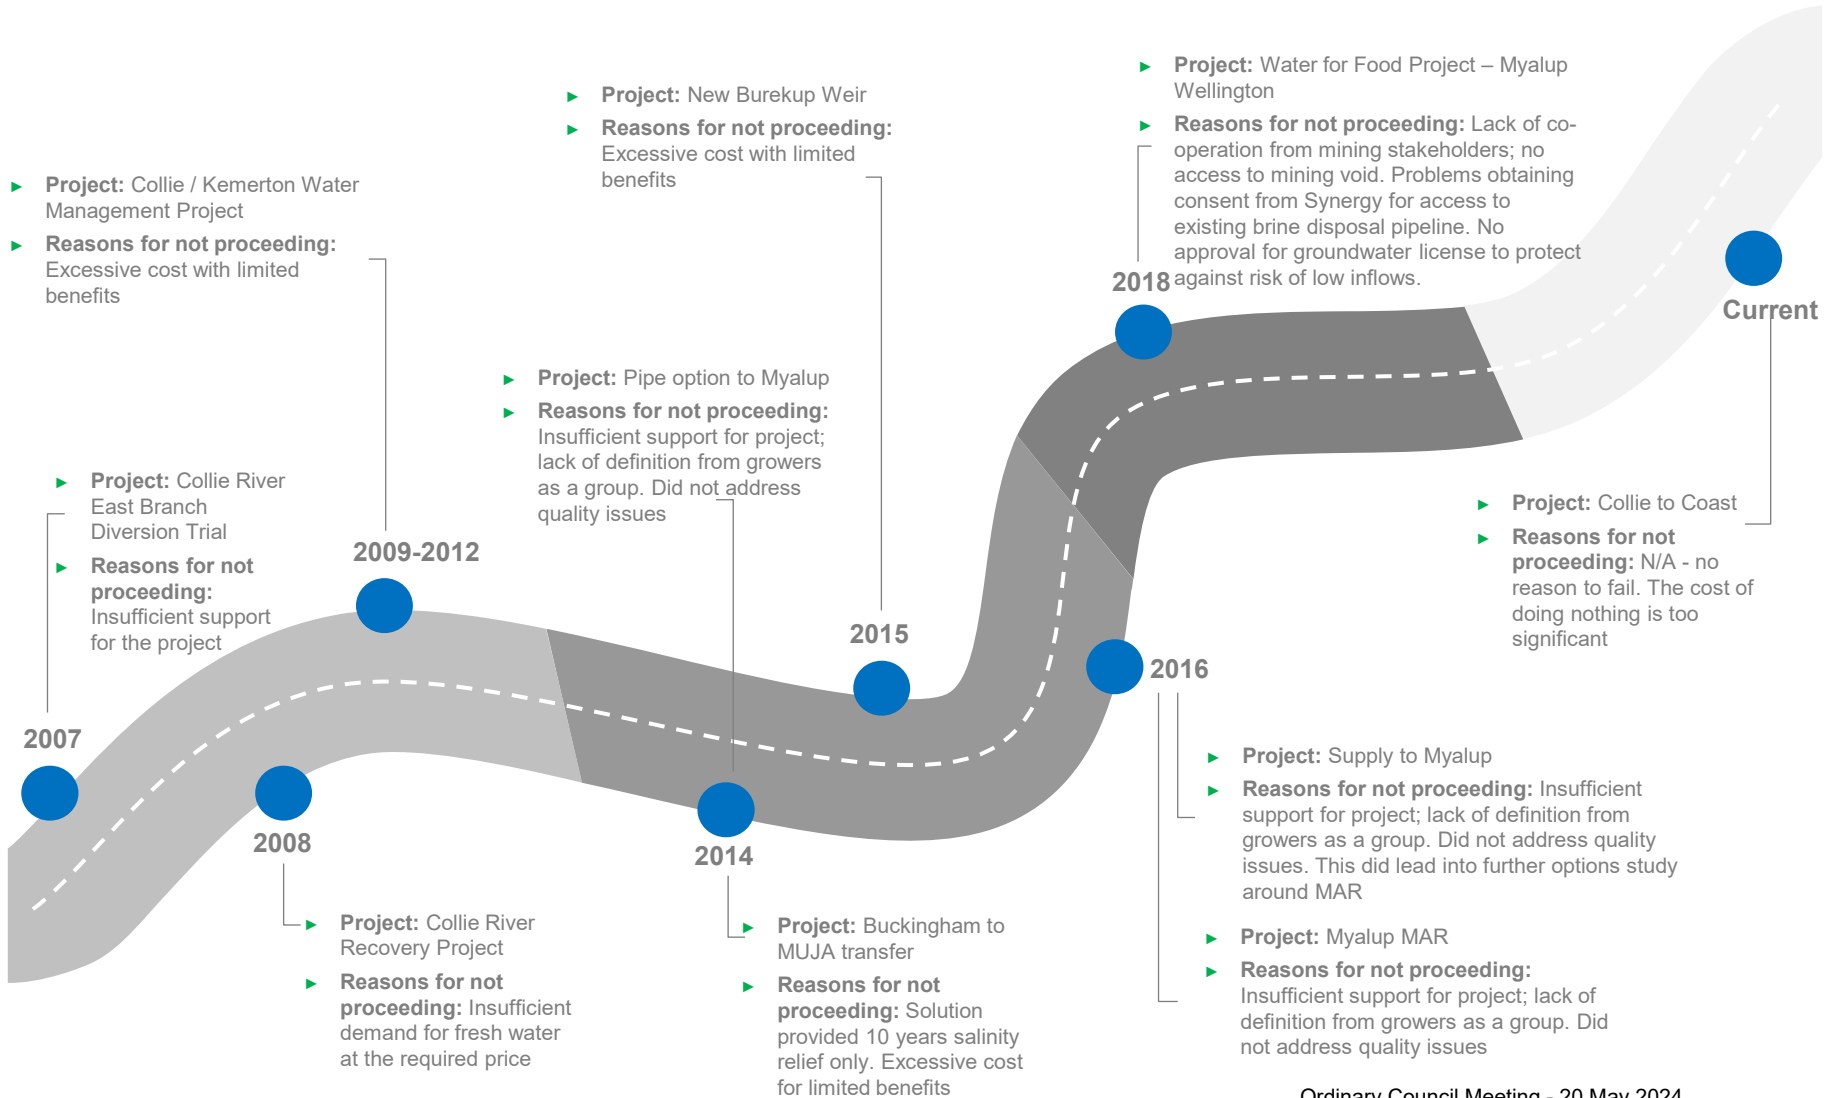 ► Project: Collie River
East Branch
Diversion Trial
► Reasons for not
proceeding:
Insufficient support
for the project
2007
2008
► Project: Collie River
Recovery Project
► Reasons for not
proceeding: Insufficient
demand for fresh water
at the required price
► Project: Collie / Kemerton Water
Management Project
► Reasons for not proceeding:
Excessive cost with limited
benefits
2009-2012
► Project: Pipe option to Myalup
► Reasons for not proceeding:
Insufficient support for project;
lack of definition from growers
as a group. Did not address
quality issues
2014
► Project: Buckingham to
MUJA transfer
► Reasons for not
proceeding: Solution
provided 10 years salinity
relief only. Excessive cost
for limited benefits
► Project: New Burekup Weir
► Reasons for not proceeding:
Excessive cost with limited
benefits
2015
2016
► Project: Supply to Myalup
► Reasons for not proceeding: Insufficient
support for project; lack of definition from
growers as a group. Did not address quality
issues. This did lead into further options study
around MAR
► Project: Myalup MAR
► Reasons for not proceeding:
Insufficient support for project; lack of
definition from growers as a group. Did
not address quality issues
► Project: Water for Food Project – Myalup
Wellington
► Reasons for not proceeding: Lack of co-
operation from mining stakeholders; no
access to mining void. Problems obtaining
consent from Synergy for access to
existing brine disposal pipeline. No
approval for groundwater license to protect
against risk of low inflows.
2018
Current
► Project: Collie to Coast
► Reasons for not
proceeding: N/A - no
reason to fail. The cost of
doing nothing is too
significant
Ordinary Council Meeting - 20 May 2024